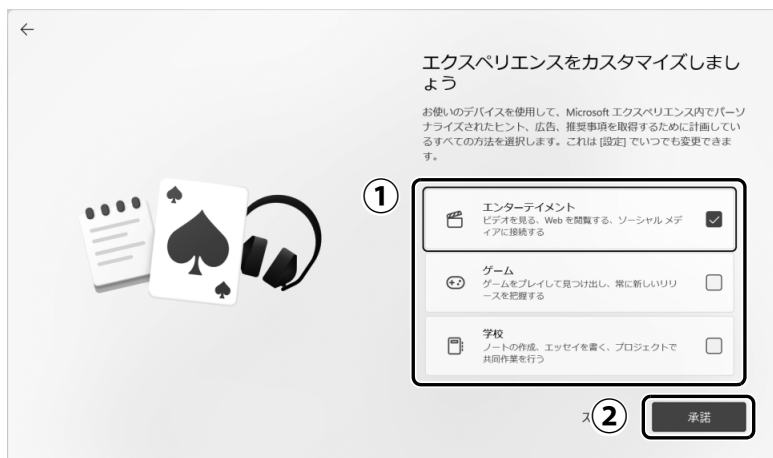 エクスペリエンスをカスタマイズしまし
ょう
お使いのデバイスを使用して、Microsoft エクスペリエンス内でパーソ
ナライズされたヒント、広告、推奨事項を取得するために計画してい
るすべての方法を選択します。これは [設定] でいつでも変更できま
す。
①
エンターテイメント
ビデオを見る、Web を閲覧する、ソーシャル メデ
ィアに接続する
ゲーム
ゲームをプレイして見つけ出し、常に新しいリリ
ースを把握する
学校
ノートの作成、エッセイを書く、プロジェクトで
共同作業を行う
② 承諾